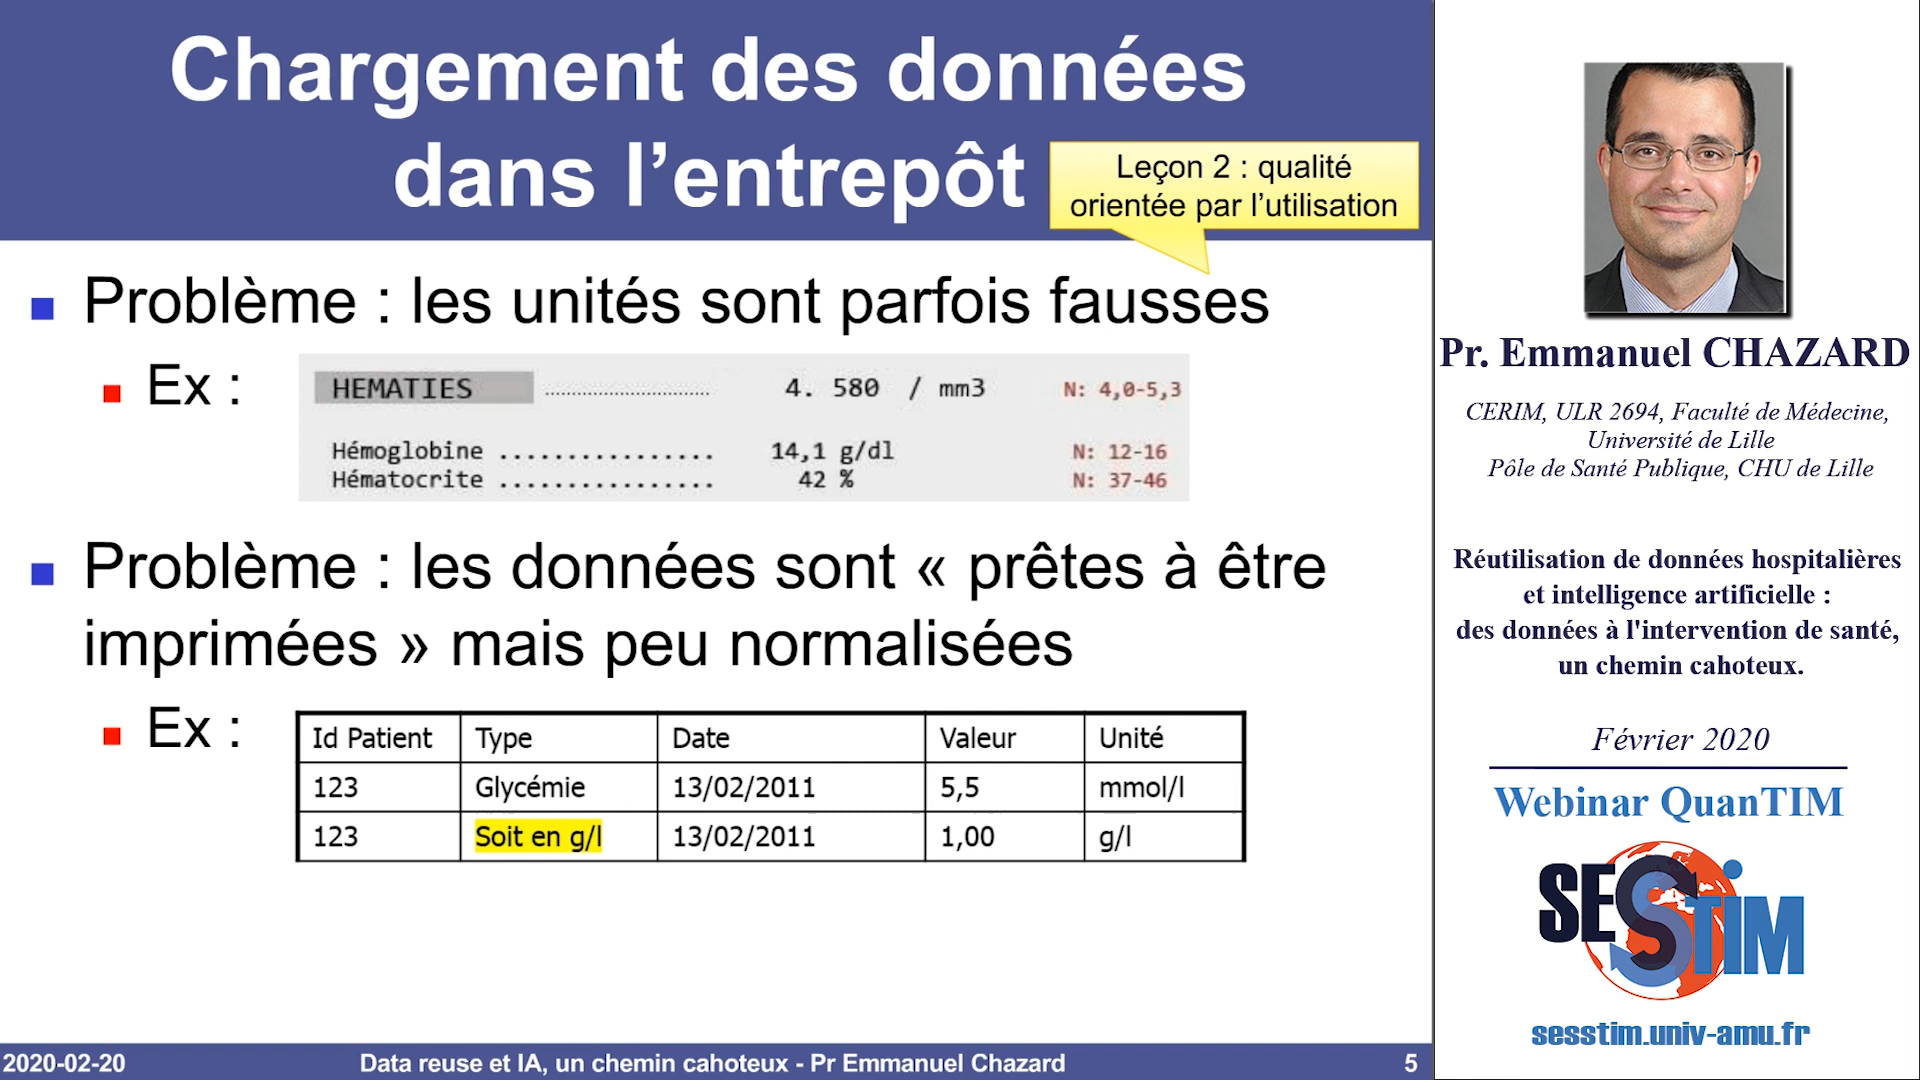 Chargement des données
dans l’entrepôt
Leçon 2 : qualité
orientée par l’utilisation
Problème : les unités sont parfois fausses
Ex :
HEMATIES ............................. 4. 580 / mm3 N: 4,0-5,3
Hémoglobine ................ 14,1 g/dl N: 12-16
Hématocrite ................ 42 % N: 37-46
Problème : les données sont « prêtes à être
imprimées » mais peu normalisées
Ex :
Id Patient Type Date Valeur Unité
123 Glycémie 13/02/2011 5,5 mmol/l
123 Soit en g/l 13/02/2011 1,00 g/l
2020-02-20 Data reuse et IA, un chemin cahoteux - Pr Emmanuel Chazard 5
Pr. Emmanuel CHAZARD
CERIM, ULR 2694, Faculté de Médecine,
Université de Lille
Pôle de Santé Publique, CHU de Lille
Réutilisation de données hospitalières
et intelligence artificielle :
des données à l'intervention de santé,
un chemin cahoteux.
Février 2020
Webinar QuanTIM
SESSTIM
sesstim.univ-amu.fr